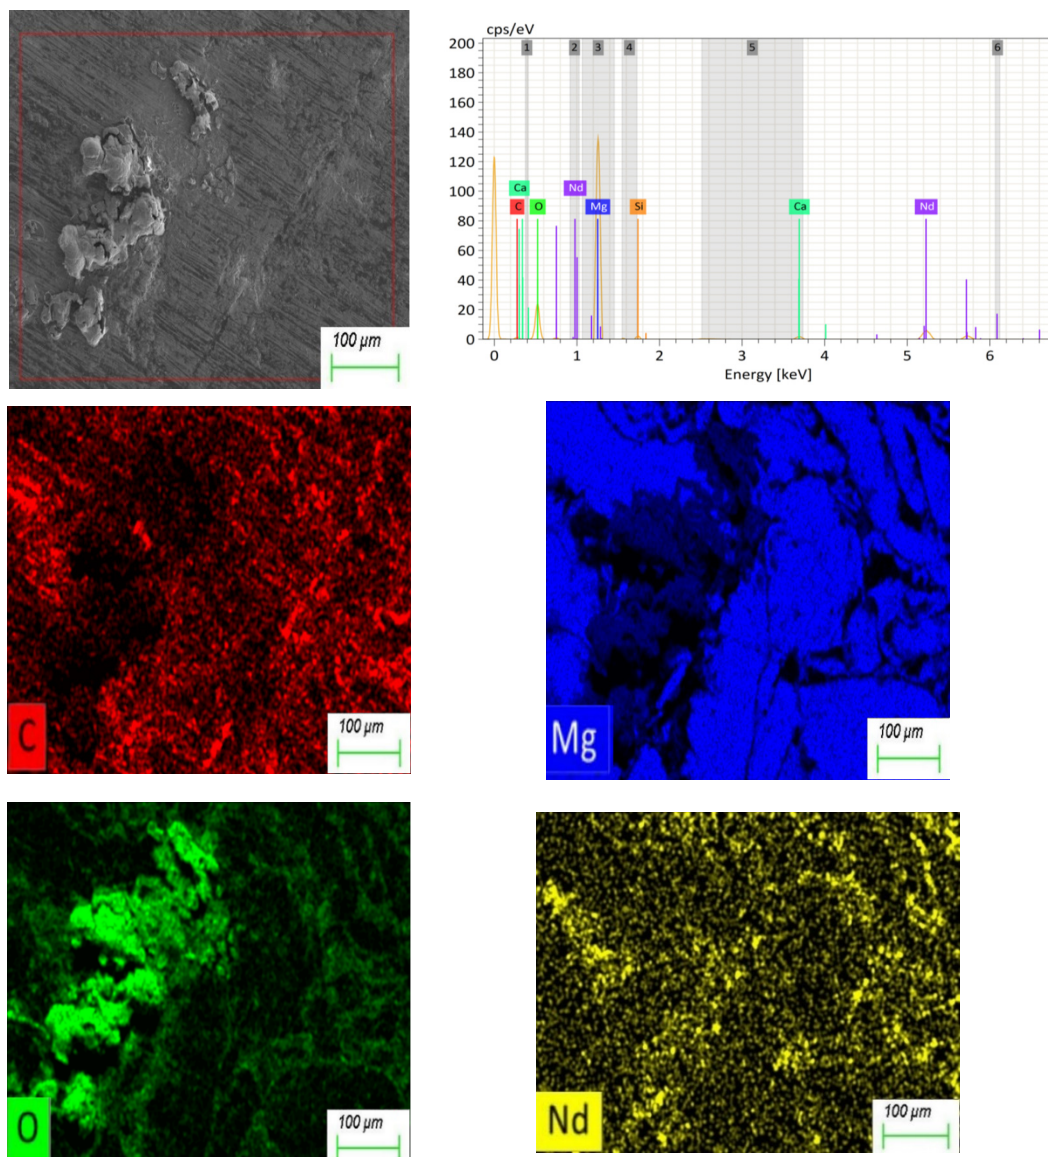 100 µm
cps/eV
200
180
160
140
120
100
80
60
40
20
0
1 2 3 4 5 6
Ca Nd
C O Mg Si Ca Nd
0 1 2 3 4 5 6
Energy [keV]
C
100 µm
Mg
100 µm
O
100 µm
Nd
100 µm